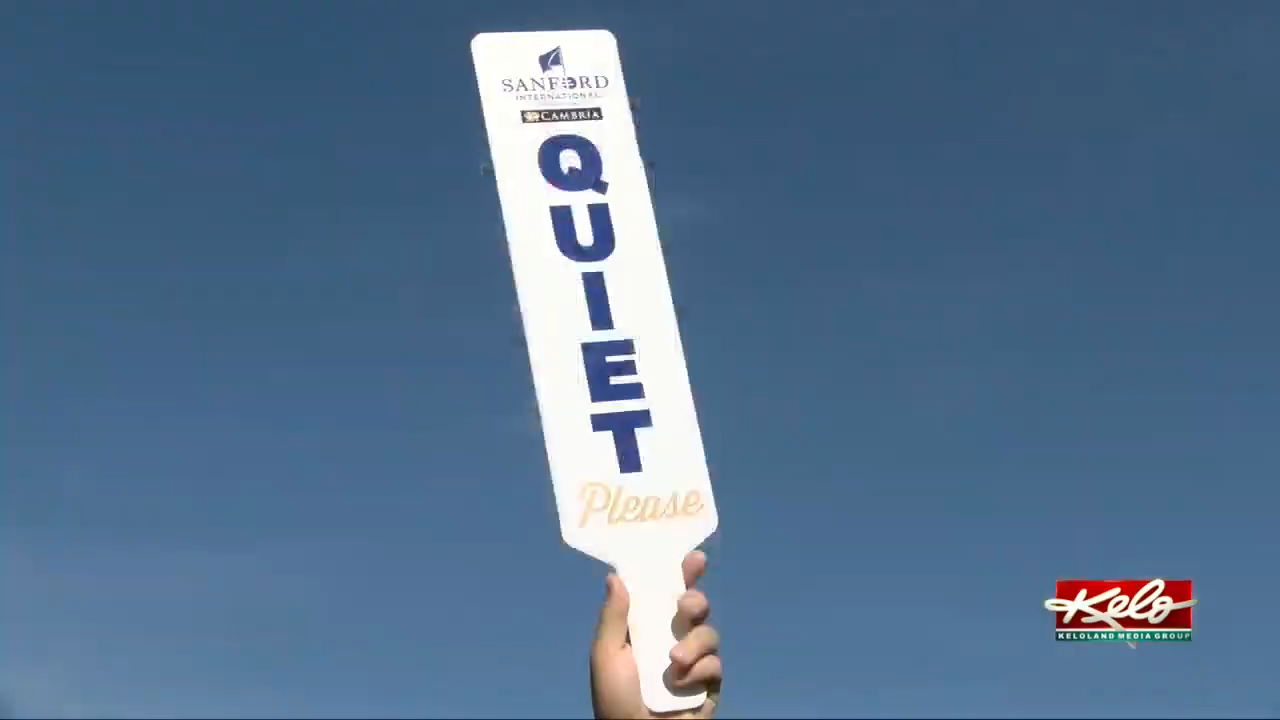 SANFORD
INTERNATIONAL
CAMBRIA
QUIET
Please
Kelo
KELOLAND MEDIA GROUP